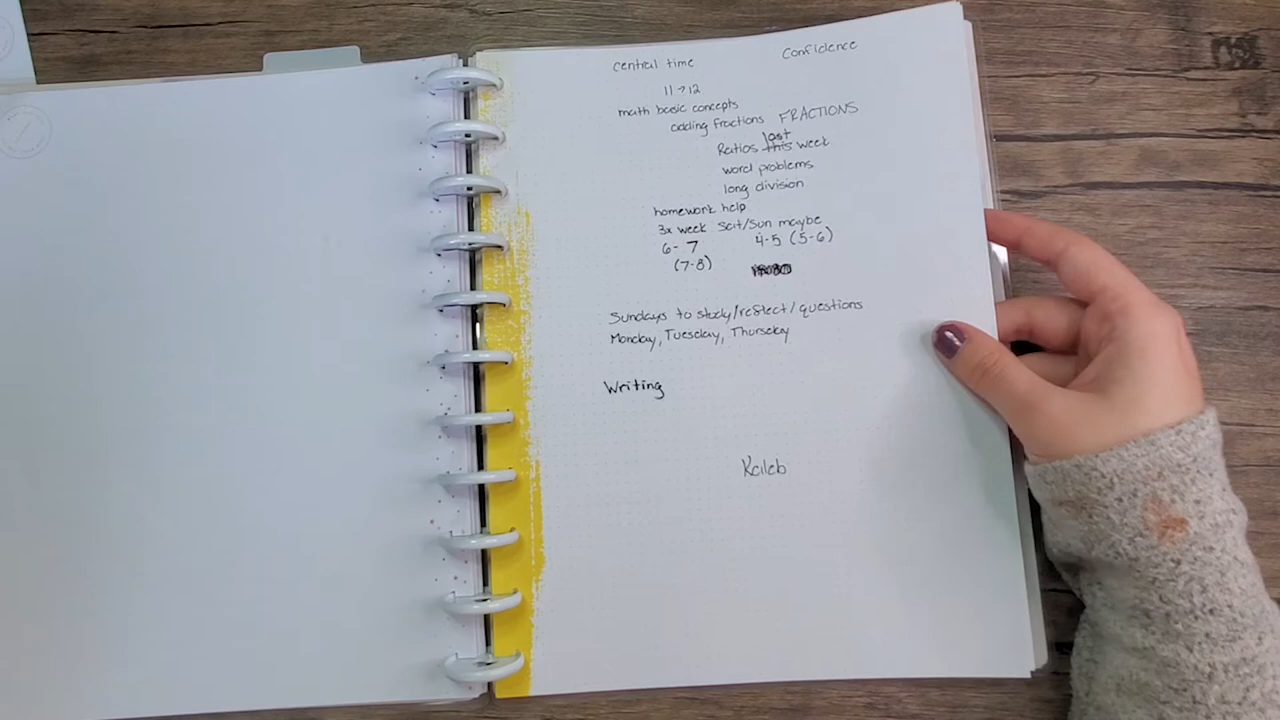 central time
Confidence
11→12
math basic concepts
adding fractions FRACTIONS
last
Ratios this week
word problems
long division
homework help
3x week Sat/Sun maybe
6-7 4-5 (5-6)
(7-8)
Sundays to study/reflect/questions
Monday, Tuesday, Thursday
Writing
Kaleb